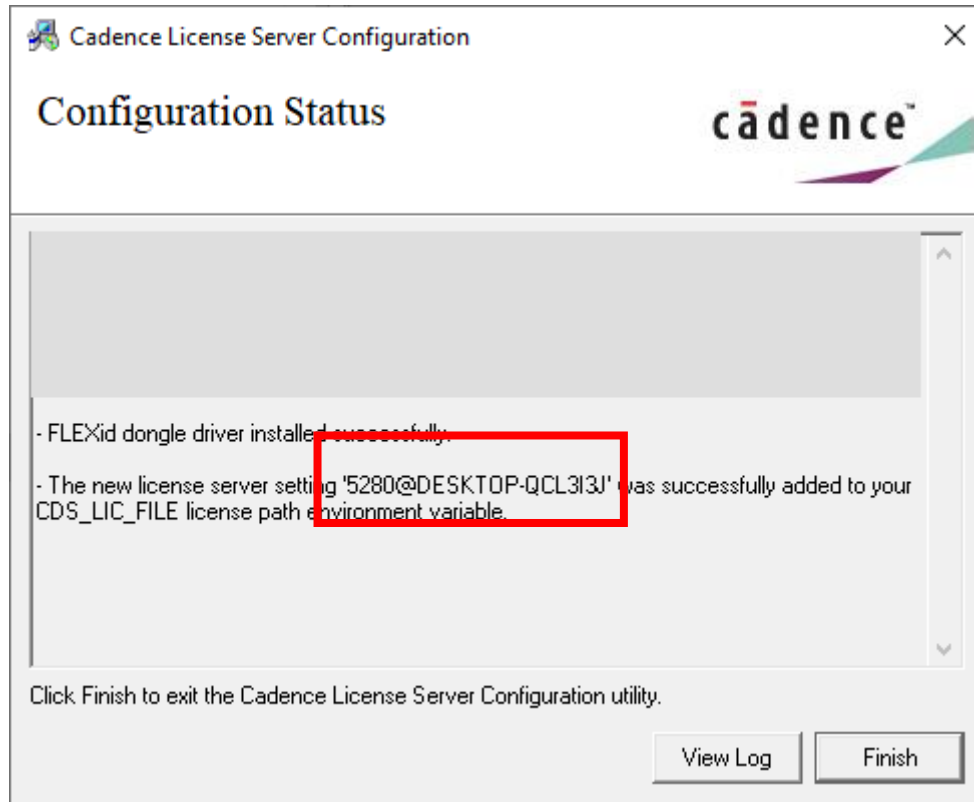 Cadence License Server Configuration
Configuration Status
cādence™
- FLEXid dongle driver installed successfully.
- The new license server setting '5280@DESKTOP-QCL3I3J' was successfully added to your
CDS_LIC_FILE license path environment variable.
Click Finish to exit the Cadence License Server Configuration utility.
View Log
Finish